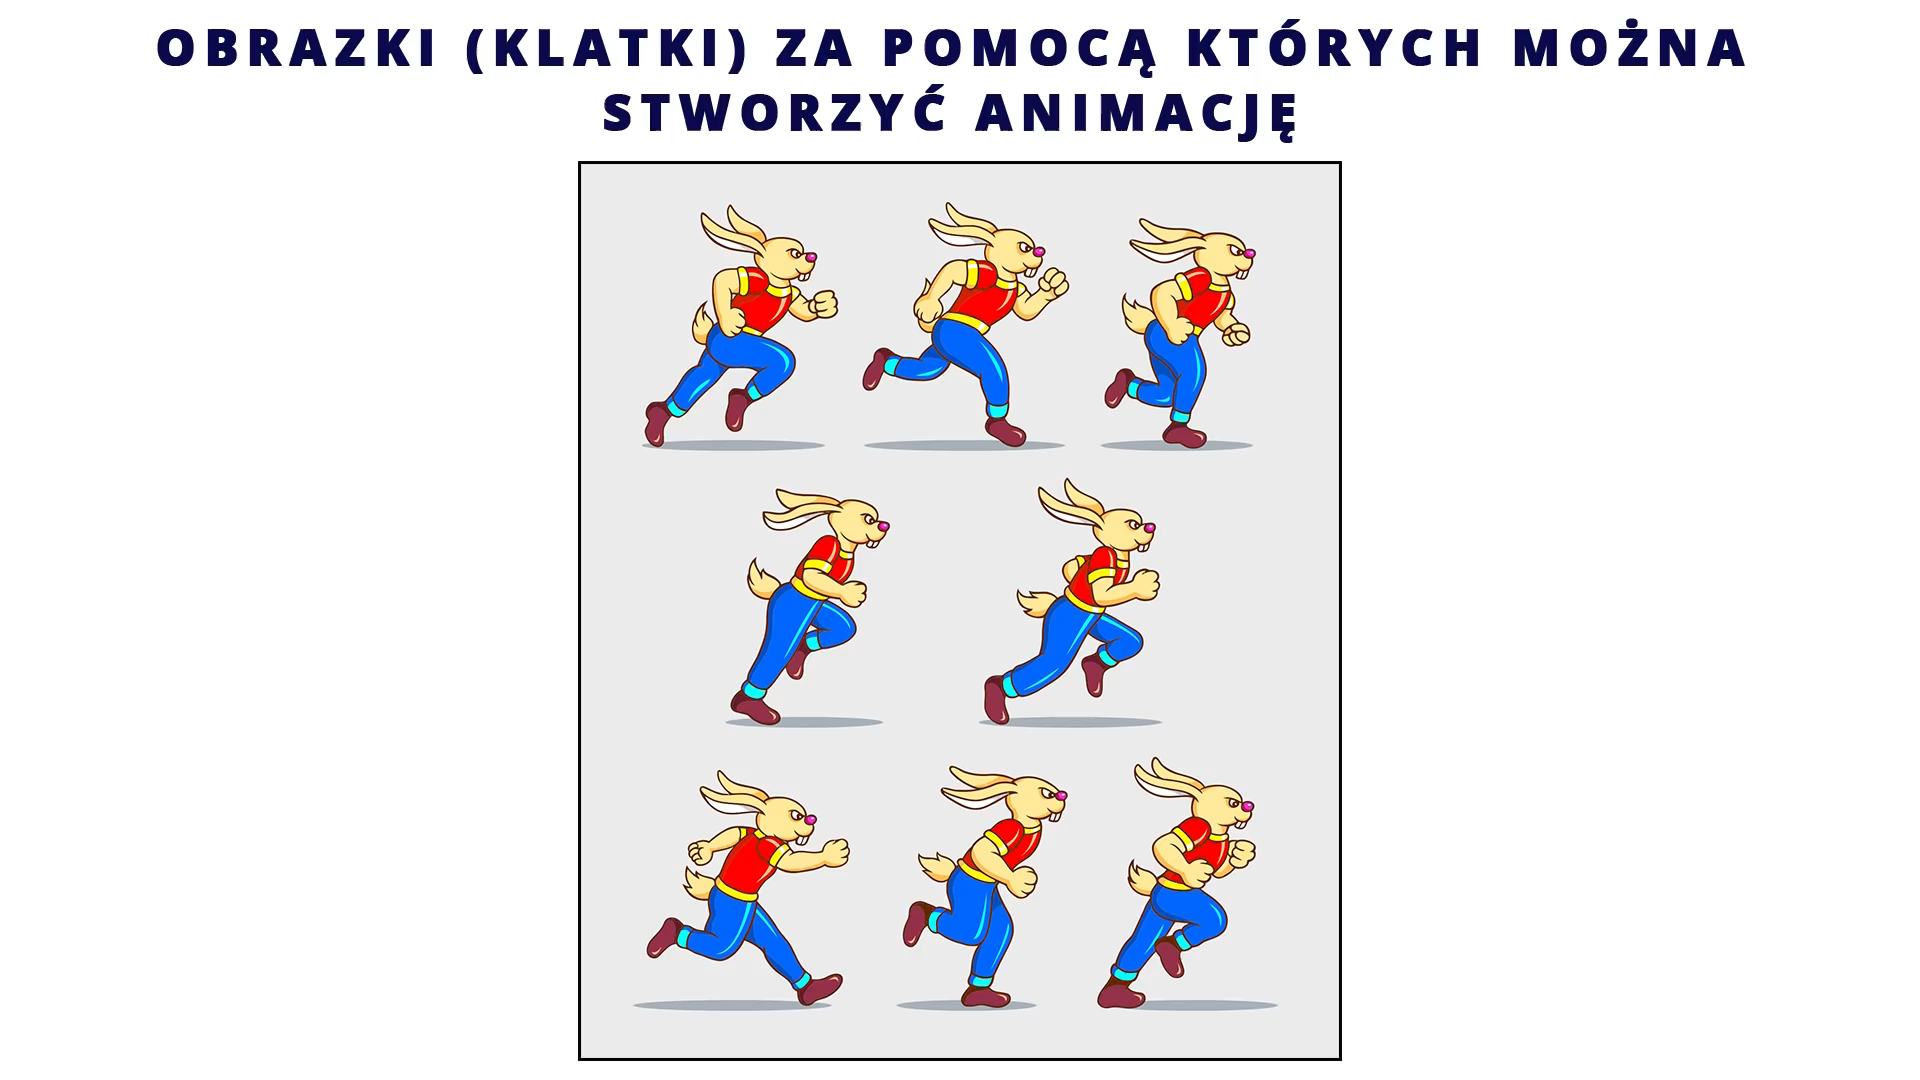 OBRAZKI (KLATKI) ZA POMOCĄ KTÓRYCH MOŻNA
STWORZYĆ ANIMACJĘ